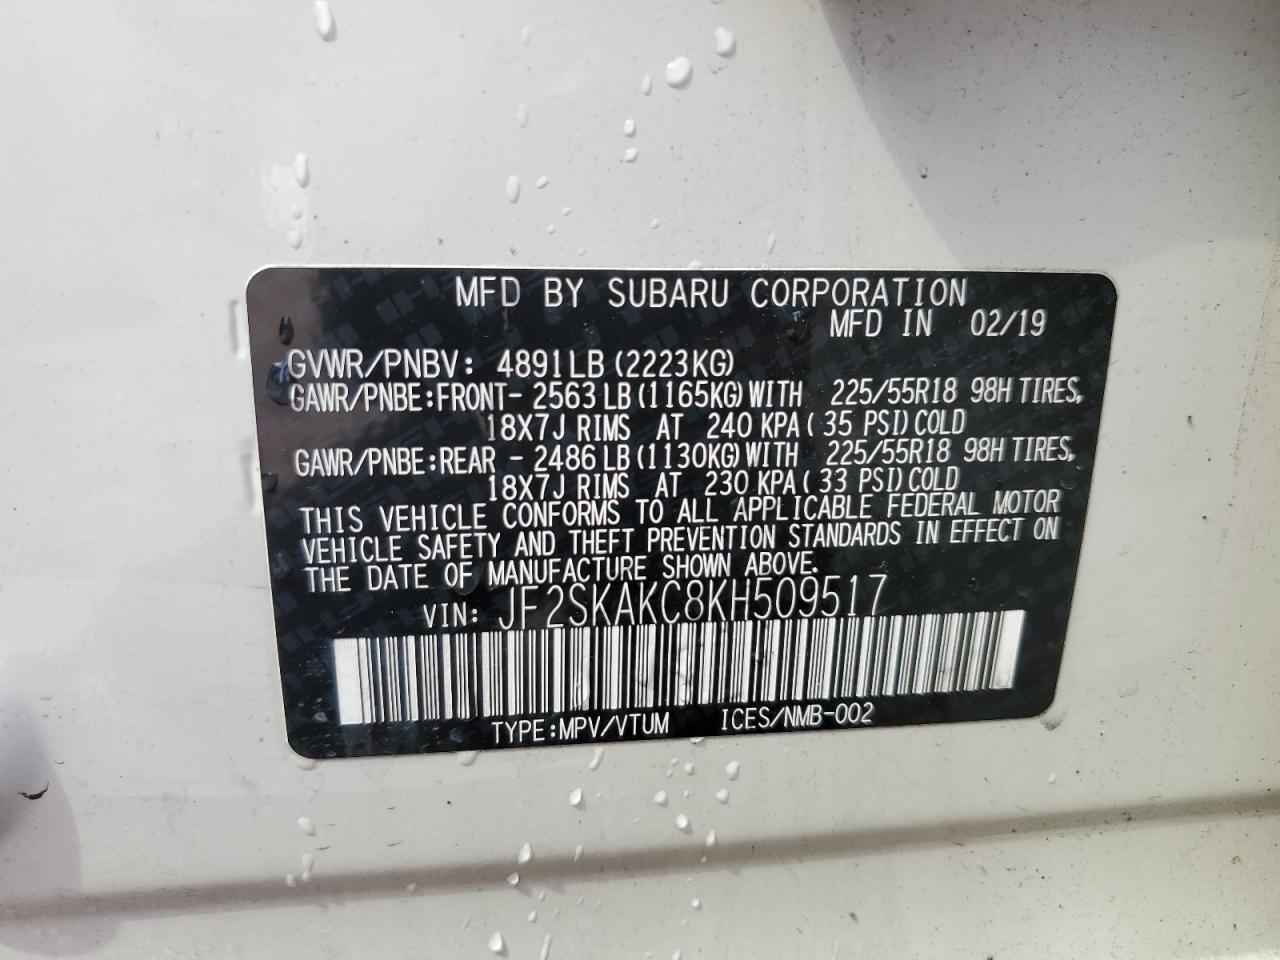 MFD BY SUBARU CORPORATION
MFD IN 02/19
GVWR/PNBV: 4891LB (2223KG)
GAWR/PNBE:FRONT- 2563 LB (1165KG) WITH 225/55R18 98H TIRES,
18X7J RIMS AT 240 KPA ( 35 PSI) COLD
GAWR/PNBE:REAR - 2486 LB (1130KG) WITH 225/55R18 98H TIRES,
18X7J RIMS AT 230 KPA ( 33 PSI) COLD
THIS VEHICLE CONFORMS TO ALL APPLICABLE FEDERAL MOTOR
VEHICLE SAFETY AND THEFT PREVENTION STANDARDS IN EFFECT ON
THE DATE OF MANUFACTURE SHOWN ABOVE.
VIN: JF2SKAKC8KH509517
TYPE:MPV/VTUM ICES/NMB-002